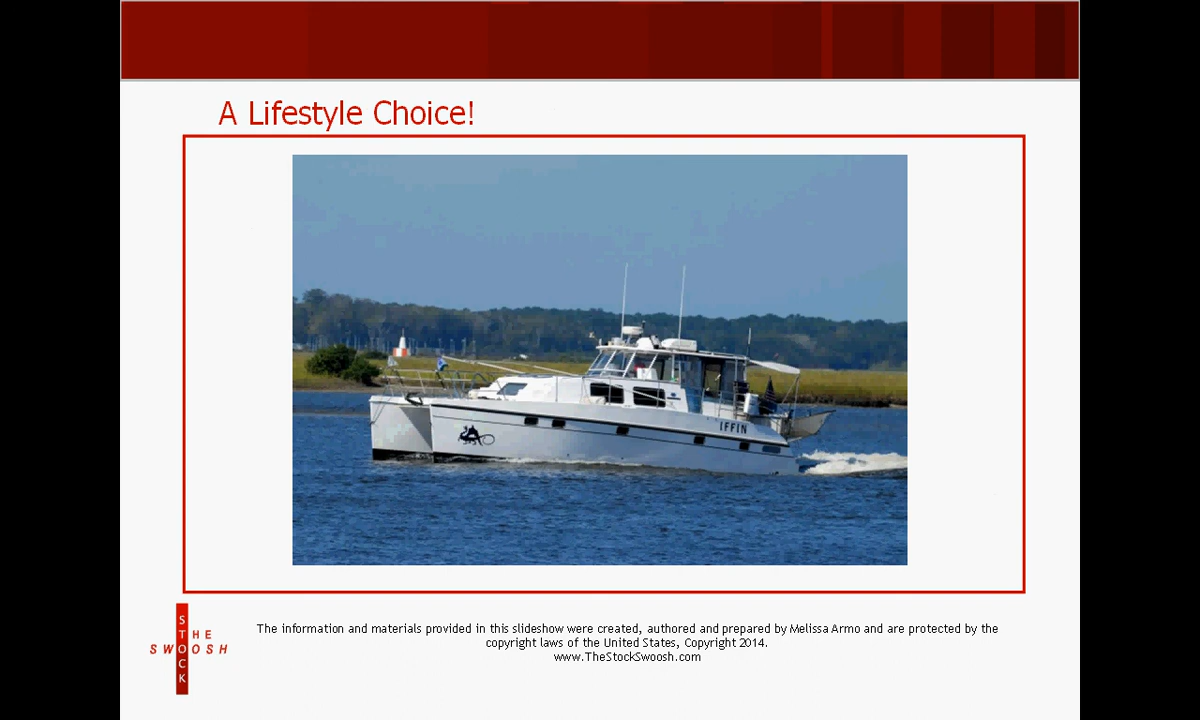 A Lifestyle Choice!
IFFIN
THE
STOCK
SWOOSH
The information and materials provided in this slideshow were created, authored and prepared by Melissa Armo and are protected by the
copyright laws of the United States, Copyright 2014.
www.TheStockSwoosh.com